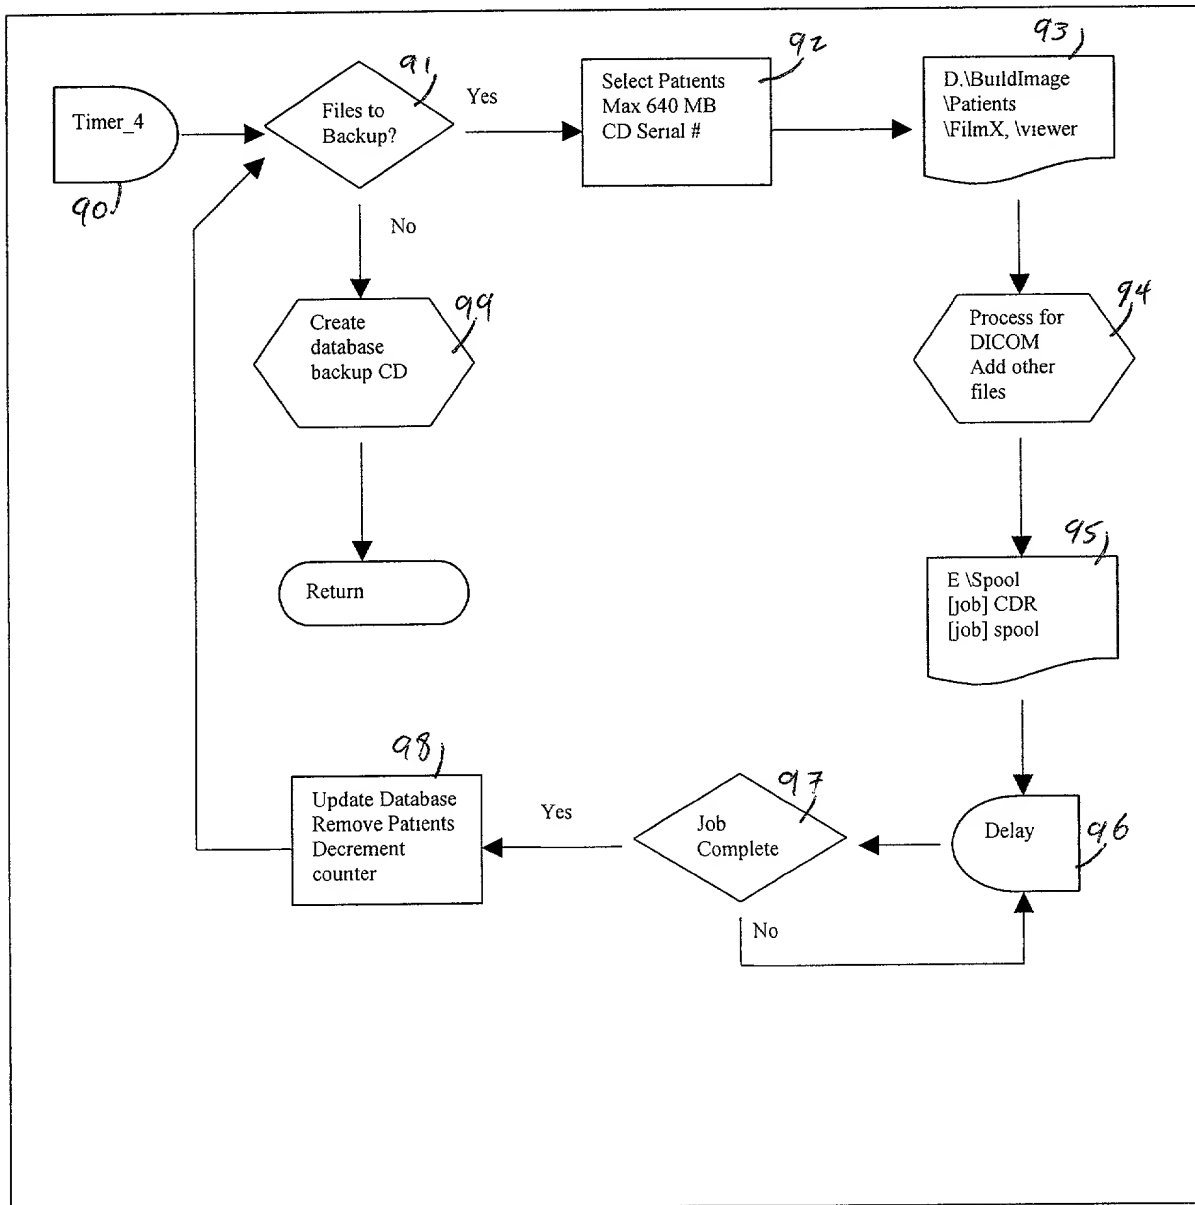 Timer_4
90
Files to
Backup?
91
Yes
No
Select Patients
Max 640 MB
CD Serial #
92
D.\BuildImage
\Patients
\FilmX, \viewer
93
Create
database
backup CD
99
Process for
DICOM
Add other
files
94
Return
E \Spool
[job] CDR
[job] spool
95
Update Database
Remove Patients
Decrement
counter
98
Yes
Job
Complete
97
No
Delay
96